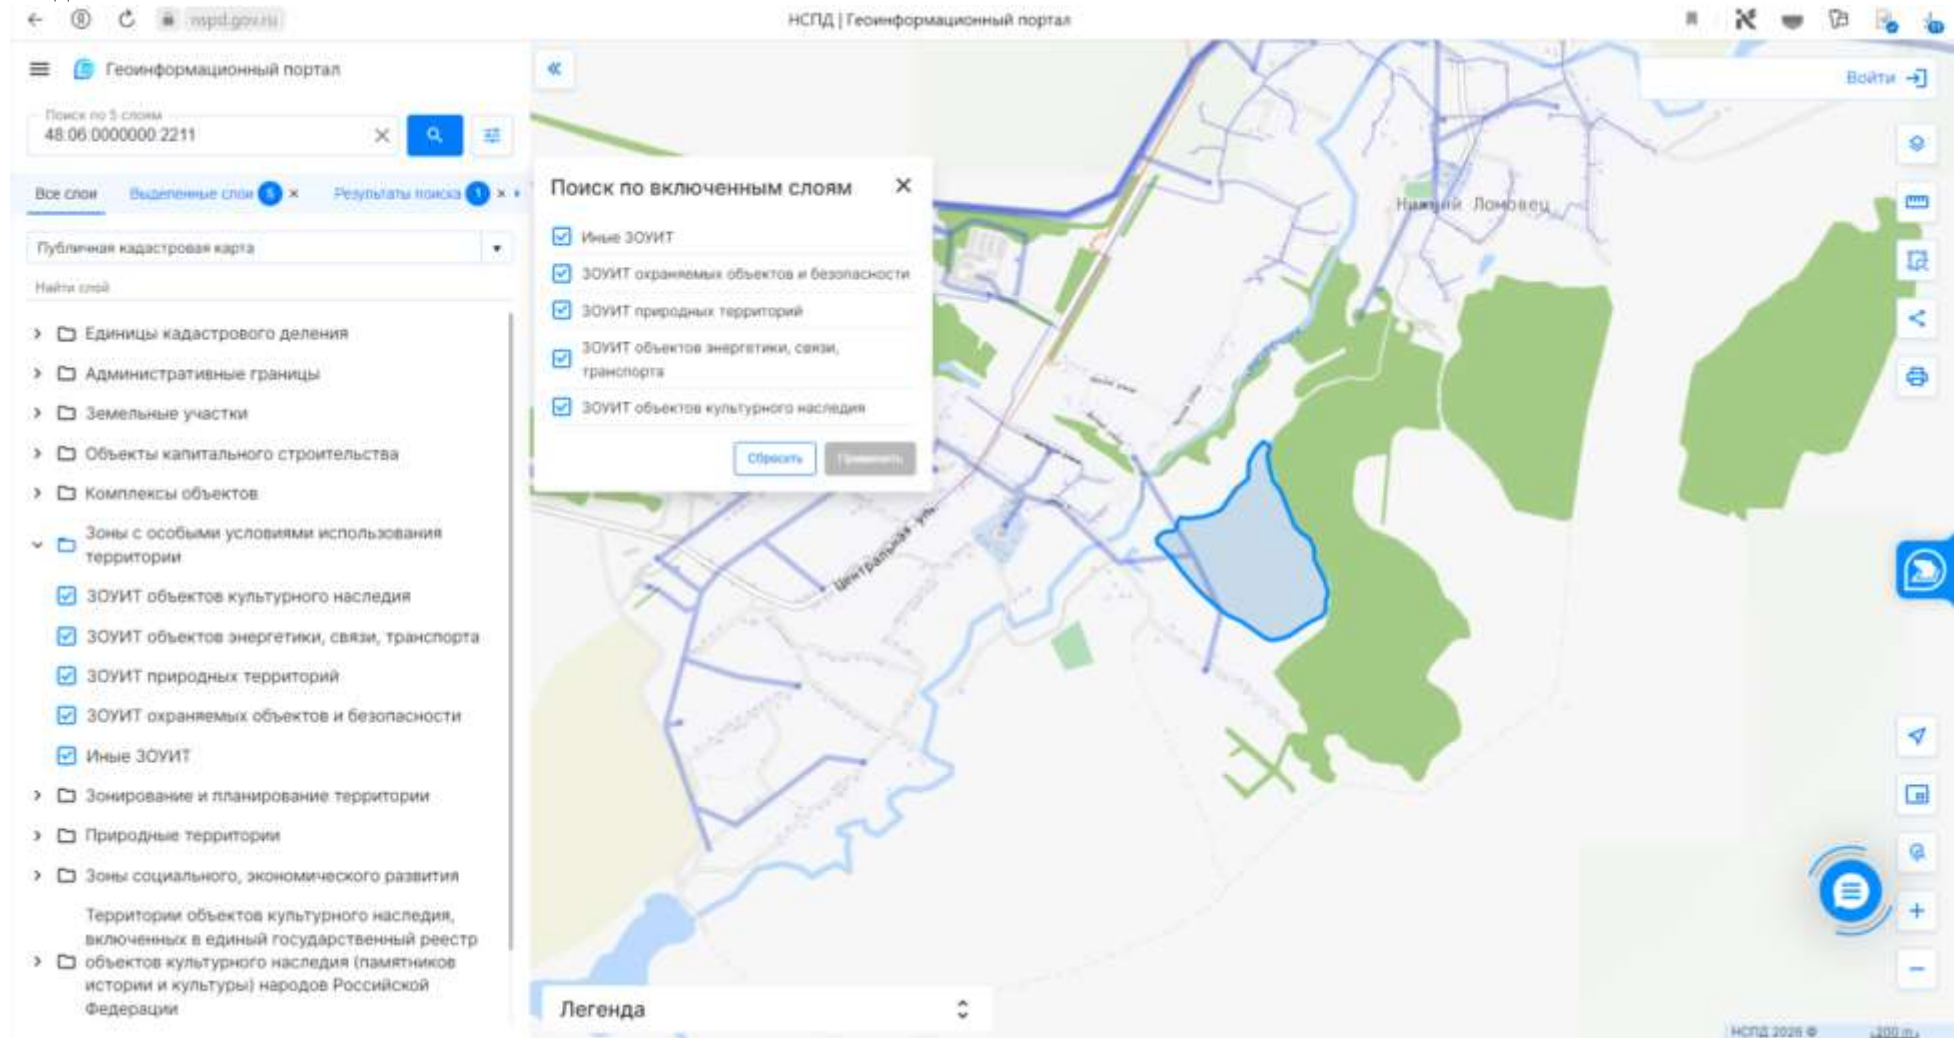 nspd.gov.ru
НСПД | Геоинформационный портал
Геоинформационный портал
Войти
Поиск по 5 слоям
48:06:0000000:2211
Все слои
Выделенные слои 5
Результаты поиска 1
Публичная кадастровая карта
Найти слой
Единицы кадастрового деления
Административные границы
Земельные участки
Объекты капитального строительства
Комплексы объектов
Зоны с особыми условиями использования
территории
ЗОУИТ объектов культурного наследия
ЗОУИТ объектов энергетики, связи, транспорта
ЗОУИТ природных территорий
ЗОУИТ охраняемых объектов и безопасности
Иные ЗОУИТ
Зонирование и планирование территории
Природные территории
Зоны социального, экономического развития
Территории объектов культурного наследия,
включенных в единый государственный реестр
объектов культурного наследия (памятников
истории и культуры) народов Российской
Федерации
Поиск по включенным слоям
Иные ЗОУИТ
ЗОУИТ охраняемых объектов и безопасности
ЗОУИТ природных территорий
ЗОУИТ объектов энергетики, связи,
транспорта
ЗОУИТ объектов культурного наследия
Сбросить
Применить
Нижний Ломовец
Центральная ул.
Легенда
НСПД 2026 ©
200 m